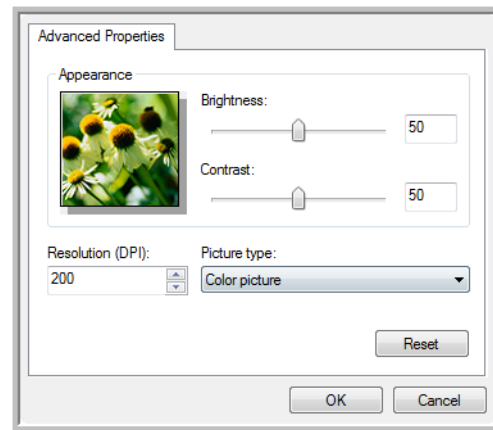 Advanced Properties
Appearance
Brightness:
50
Contrast:
50
Resolution (DPI):
Picture type:
200
Color picture
Reset
OK
Cancel